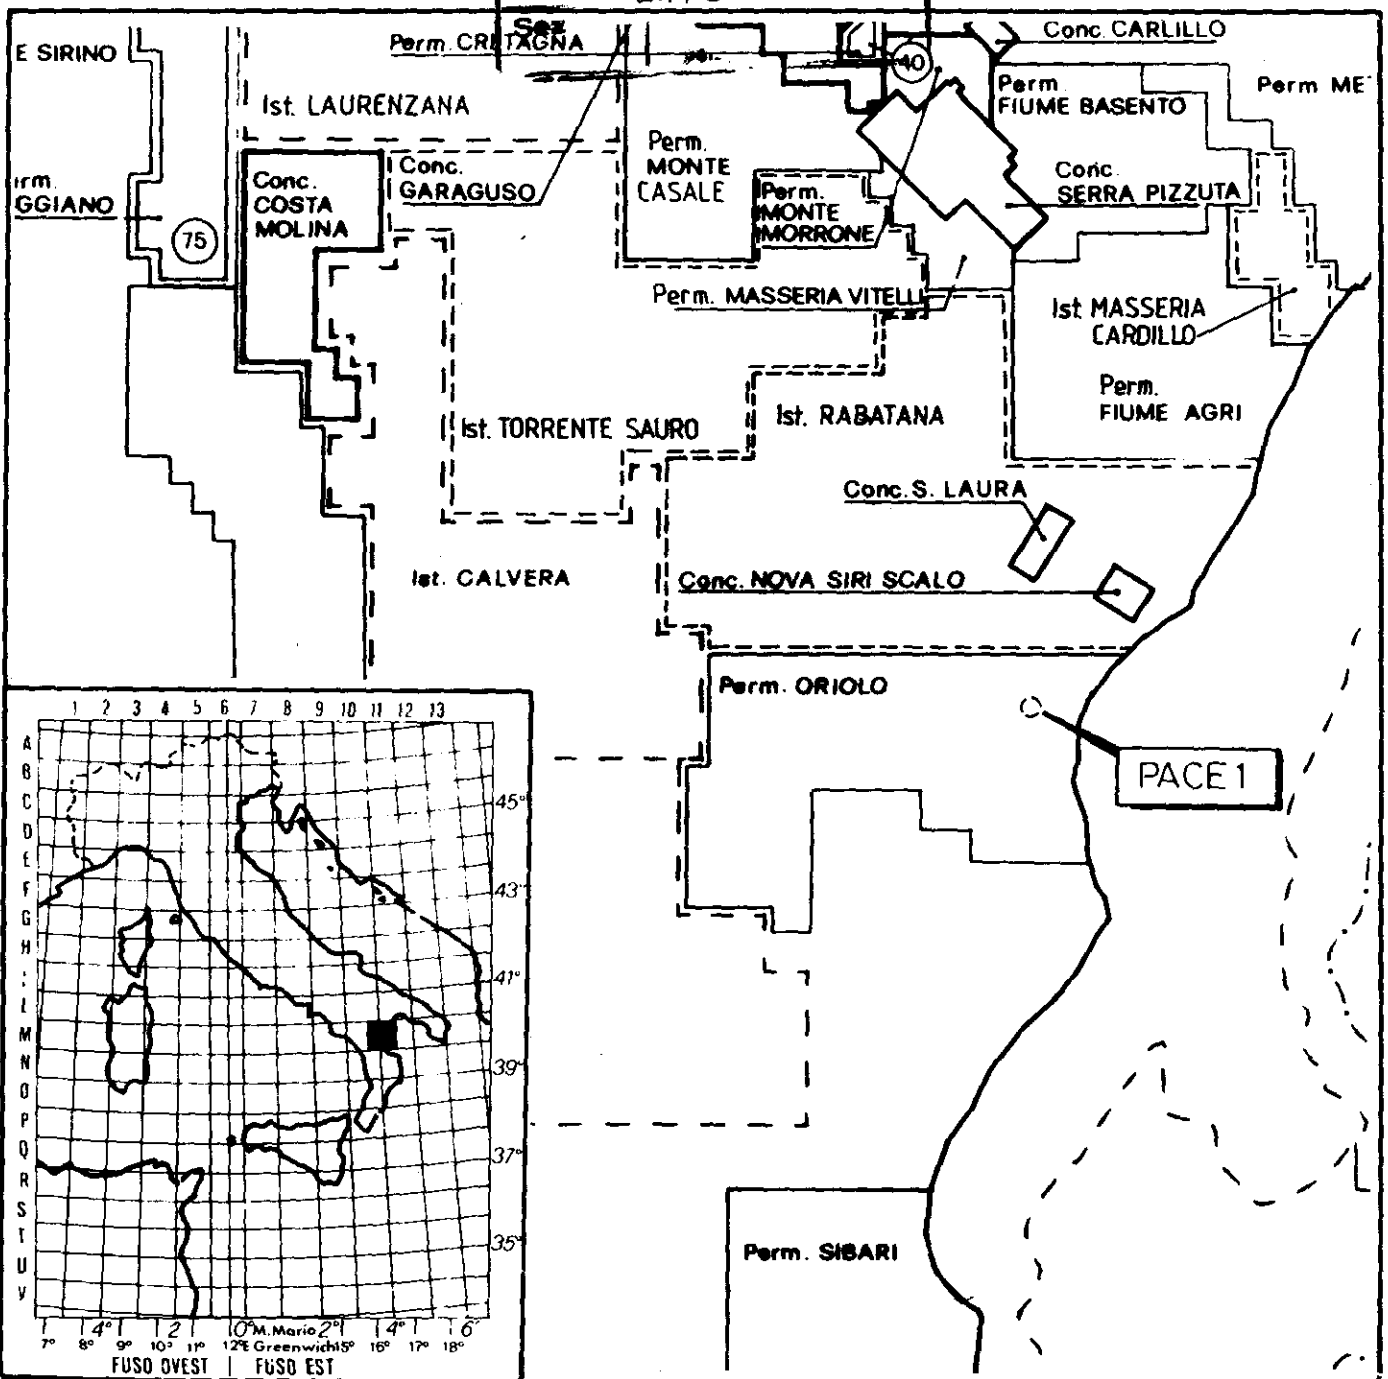 Sez
Perm. CRETAGNA
Conc. CARLILLO
E SIRINO
40
Ist. LAURENZANA
Perm
FIUME BASENTO
Perm ME
Perm.
MONTE
CASALE
Conc.
GARAGUSO
Conc.
COSTA
MOLINA
irm.
GGIANO
75
Perm.
MONTE
MORRONE
Conc.
SERRA PIZZUTA
Perm. MASSERIA VITELLI
Ist MASSERIA
CARDILLO
Perm.
FIUME AGRI
Ist. TORRENTE SAURO
Ist. RABATANA
Conc. S. LAURA
Ist. CALVERA
Conc. NOVA SIRI SCALO
Perm. ORIOLO
PACE 1
Perm. SIBARI
1 2 3 4 5 6 7 8 9 10 11 12 13
A
B
C
D
E
F
G
H
I
L
M
N
O
P
Q
R
S
T
U
V
45°
43°
41°
39°
37°
35°
4° 2 0° M. Mario 2° 4° 6°
7° 8° 9° 10° 11° 12° E Greenwich 15° 16° 17° 18°
FUSO OVEST | FUSO EST